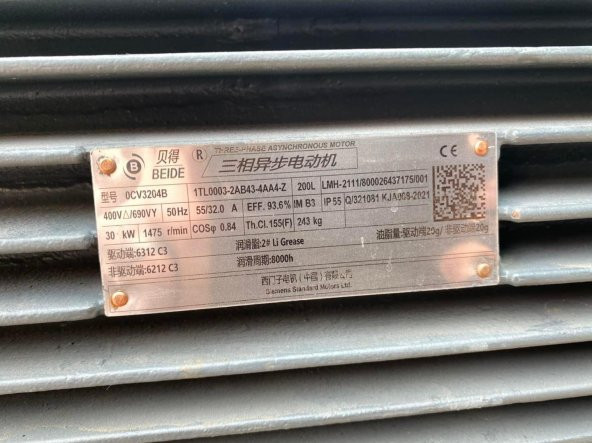 贝得 BEIDE ®
THREE-PHASE ASYNCHRONOUS MOTOR
三相异步电动机
CE
型号 0CV3204B 1TL0003-2AB43-4AA4-Z 200L LMH-2111/800026437175/001
400V△/690VY 50Hz 55/32.0 A EFF. 93.6% IM B3 IP 55 Q/321081 KJA068-2021
30 kW 1475 r/min COSφ 0.84 Th.Cl.155(F) 243 kg
驱动端:6312 C3 润滑脂:2# Li Grease 油脂量-驱动端20g/ 非驱动端20g
非驱动端:6212 C3 润滑周期:8000h
西门子电机(中国)有限公司
Siemens Standard Motors Ltd.